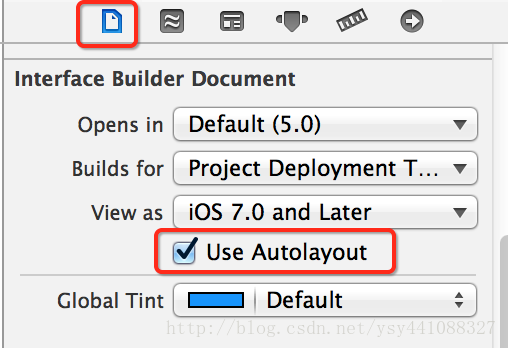 Interface Builder Document
Opens in Default (5.0)
Builds for Project Deployment T...
View as iOS 7.0 and Later
Use Autolayout
Global Tint Default
http://blog.csdn.net/ysy441088327